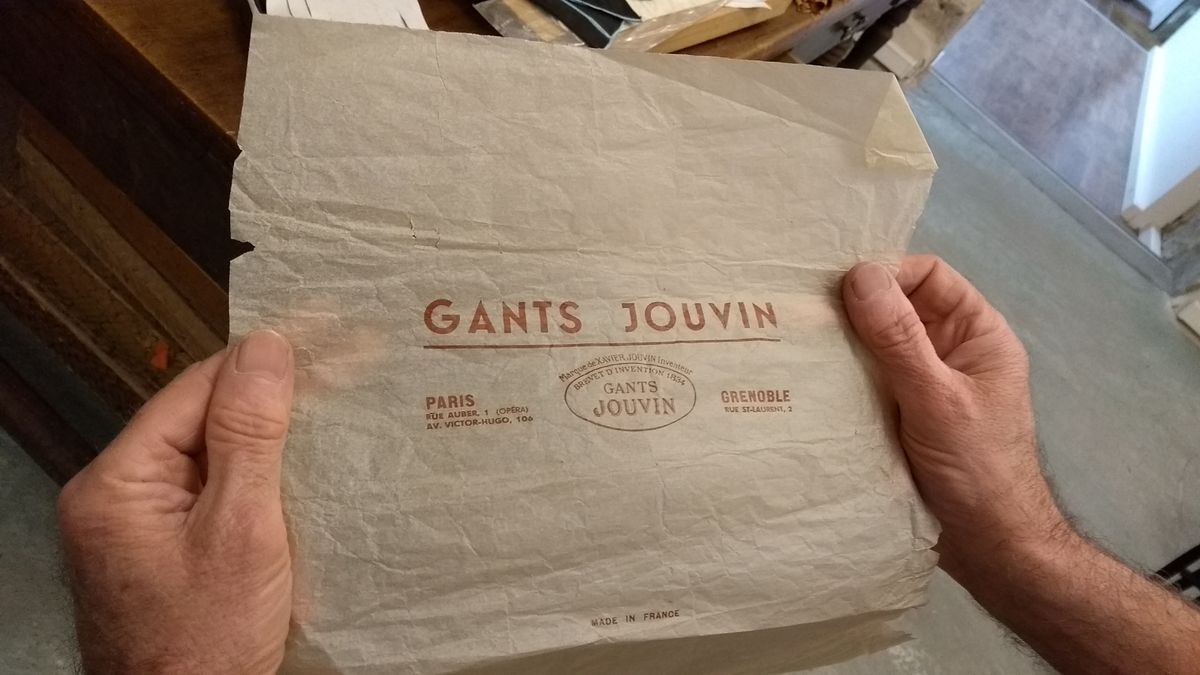 GANTS JOUVIN
Marque de XAVIER JOUVIN Inventeur
BREVET D'INVENTION 1834
GANTS
JOUVIN
PARIS
RUE AUBER, 1 (OPÉRA)
AV. VICTOR-HUGO, 106
GRENOBLE
RUE ST-LAURENT, 2
MADE IN FRANCE